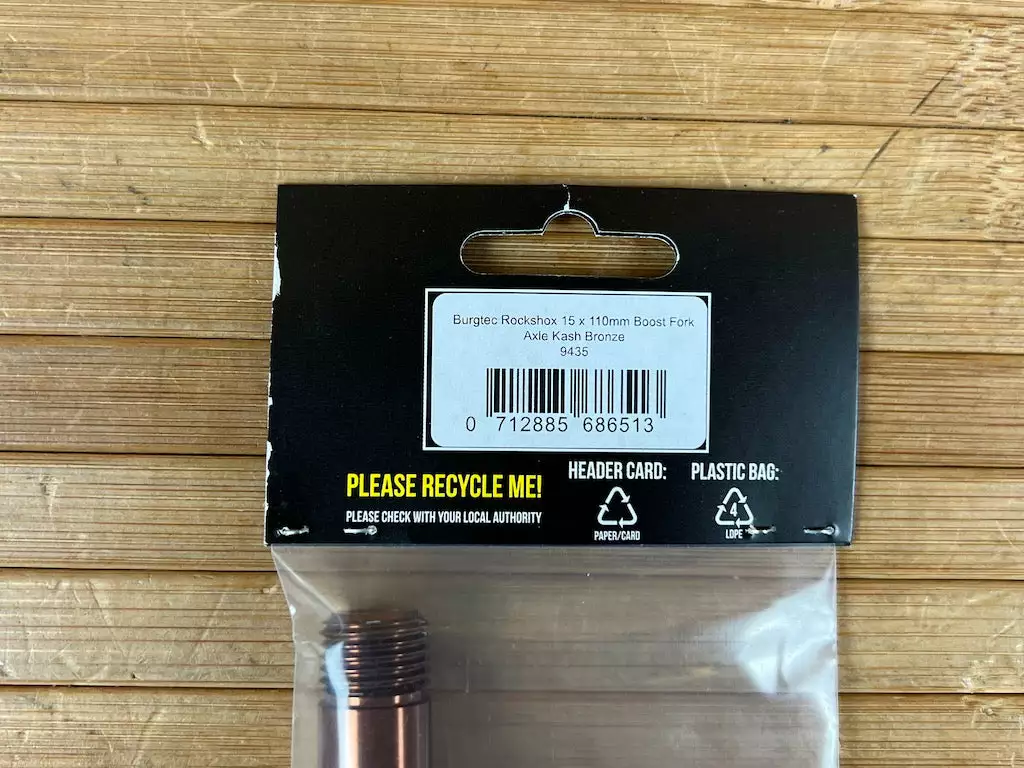 Burgtec Rockshox 15 x 110mm Boost Fork
Axle Kash Bronze
9435
0 712885 686513
PLEASE RECYCLE ME!
PLEASE CHECK WITH YOUR LOCAL AUTHORITY
HEADER CARD:
PAPER/CARD
PLASTIC BAG:
4
LDPE